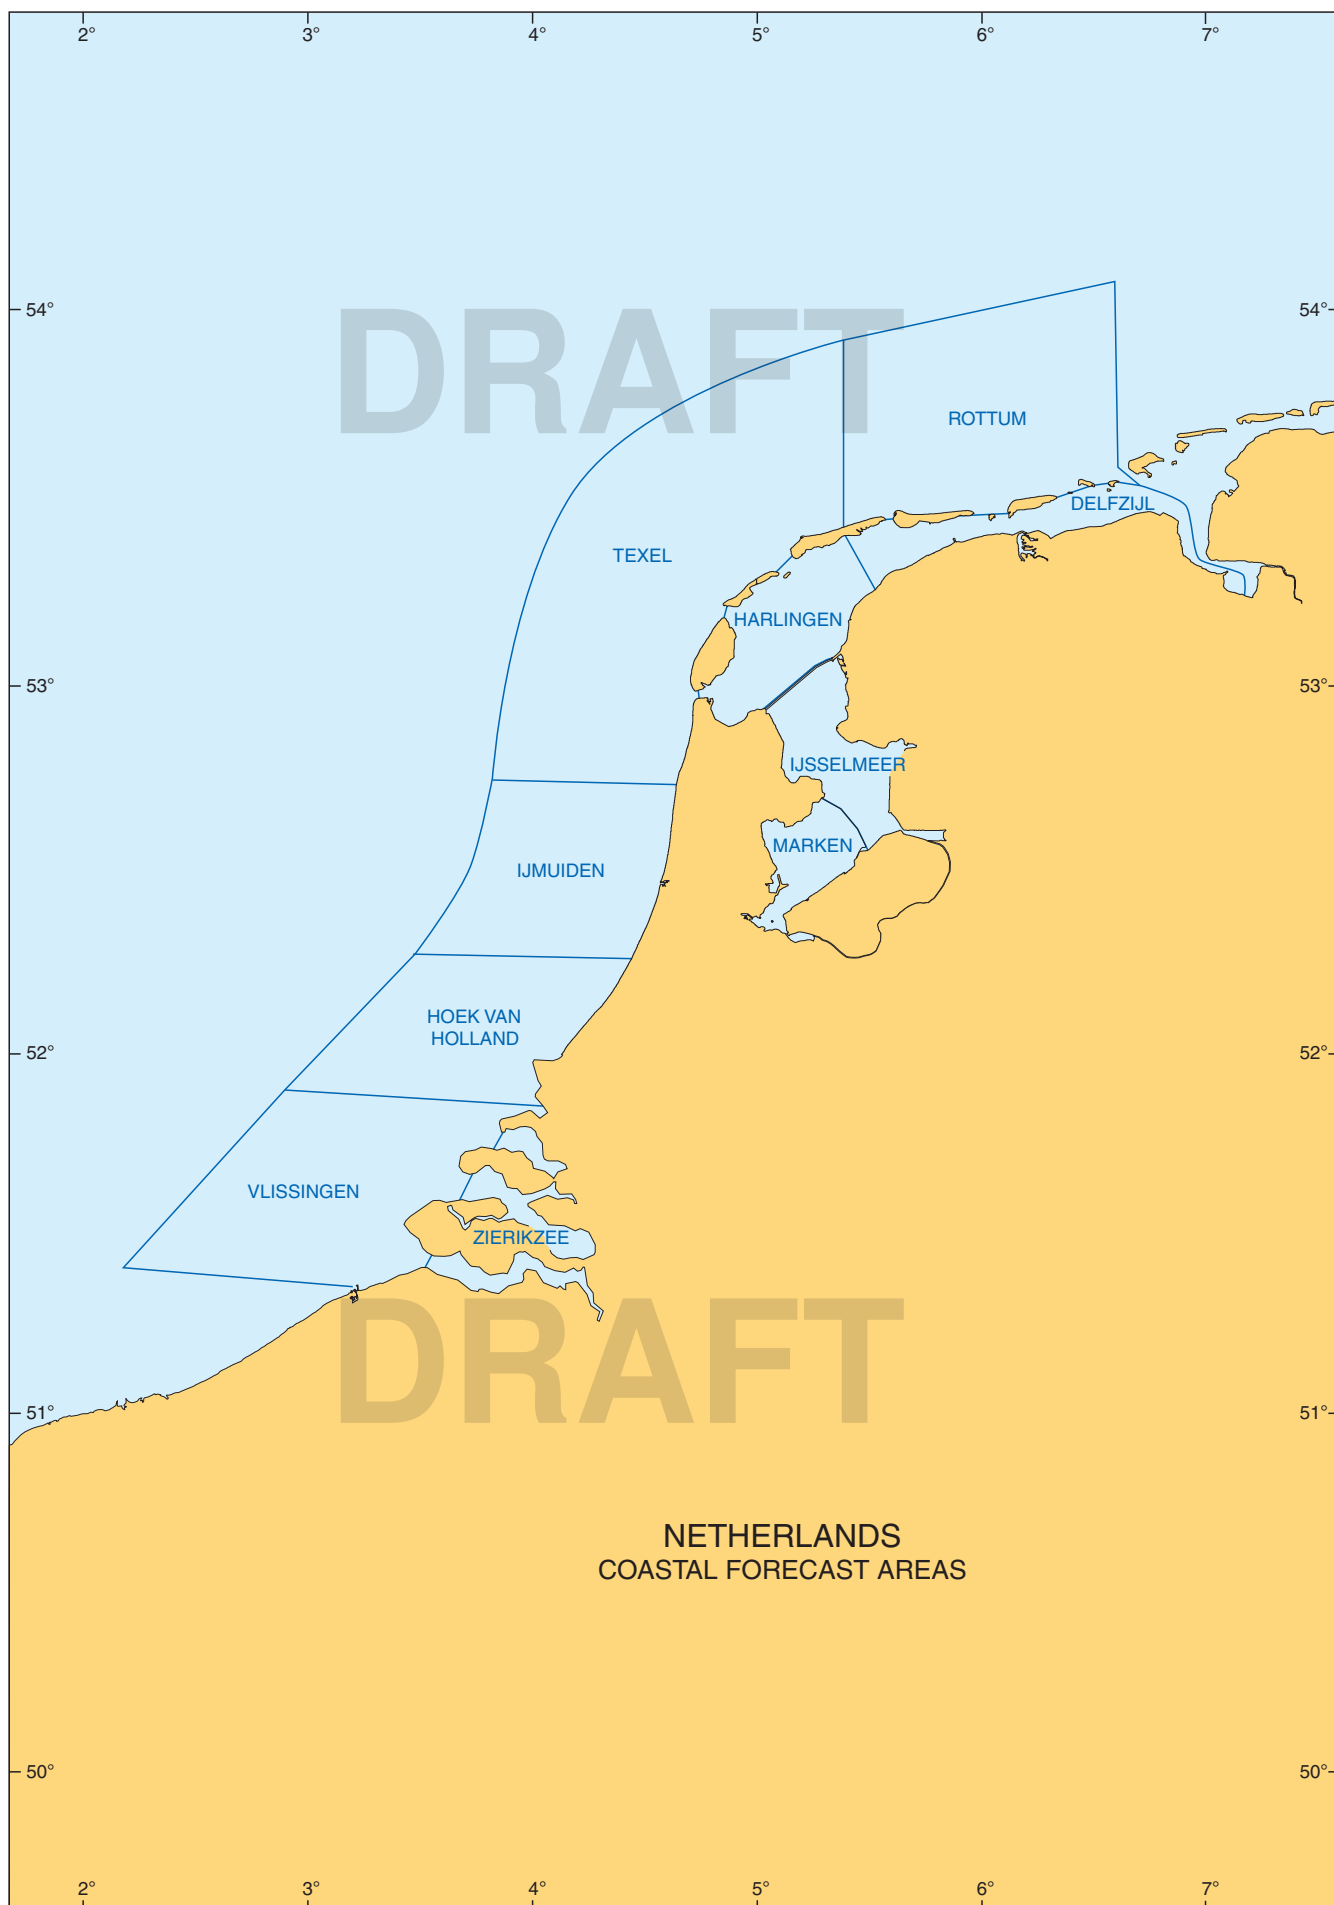 2° 3° 4° 5° 6° 7°
54° 54°
DRAFT
ROTTUM
DELFZIJL
TEXEL
HARLINGEN
53° 53°
IJSSELMEER
MARKEN
IJMUIDEN
HOEK VAN
HOLLAND
52° 52°
VLISSINGEN
ZIERIKZEE
DRAFT
51° 51°
NETHERLANDS
COASTAL FORECAST AREAS
50° 50°
2° 3° 4° 5° 6° 7°